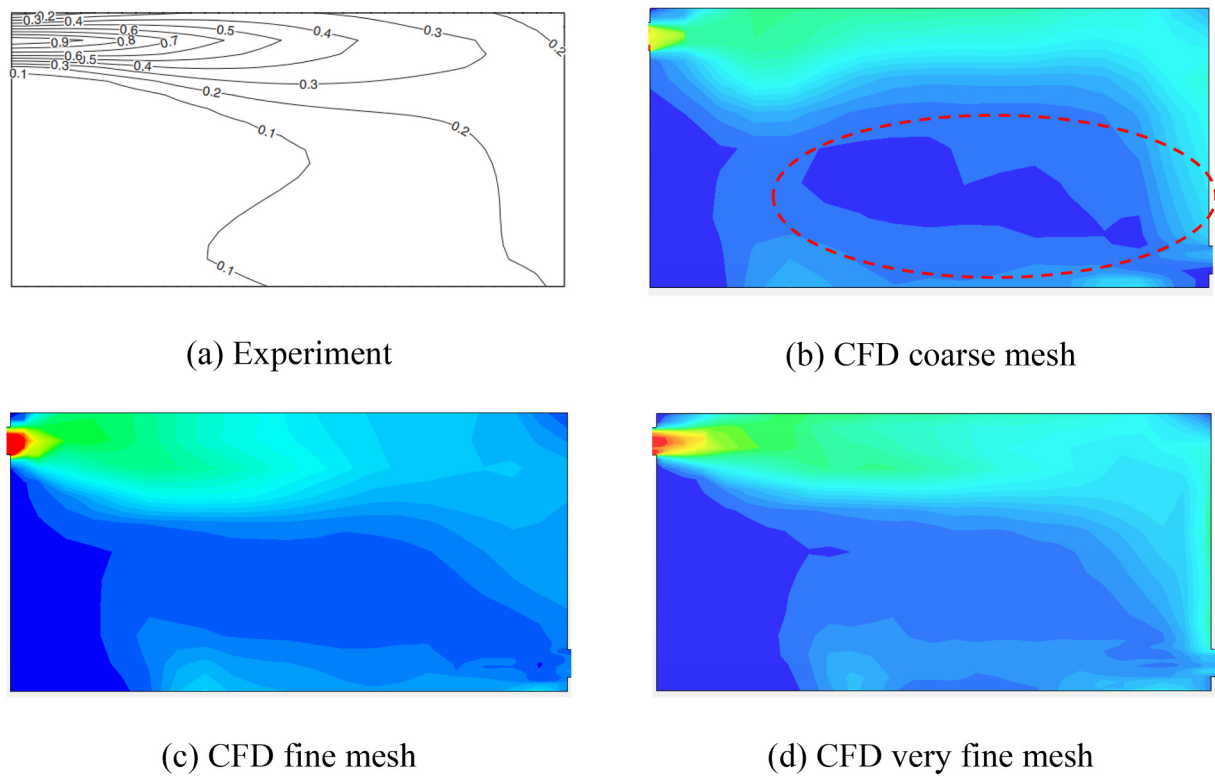 0.2
0.3 0.4
0.6 0.5 0.4 0.3
0.9 0.8 0.7 0.2
0.6 0.5
0.3 0.4
0.1 0.3
0.2
0.1 0.2
0.1
(a) Experiment
(b) CFD coarse mesh
(c) CFD fine mesh
(d) CFD very fine mesh